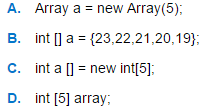 A. Array a = new Array(5);
B. int [] a = {23,22,21,20,19};
C. int a [] = new int[5];
D. int [5] array;